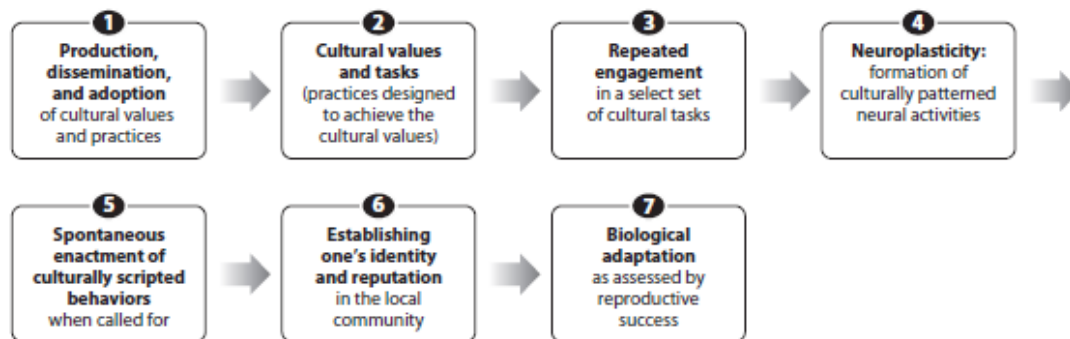 1
Production,
dissemination,
and adoption
of cultural values
and practices
2
Cultural values
and tasks
(practices designed
to achieve the
cultural values)
3
Repeated
engagement
in a select set
of cultural tasks
4
Neuroplasticity:
formation of
culturally patterned
neural activities
5
Spontaneous
enactment of
culturally scripted
behaviors
when called for
6
Establishing
one's identity
and reputation
in the local
community
7
Biological
adaptation
as assessed by
reproductive
success